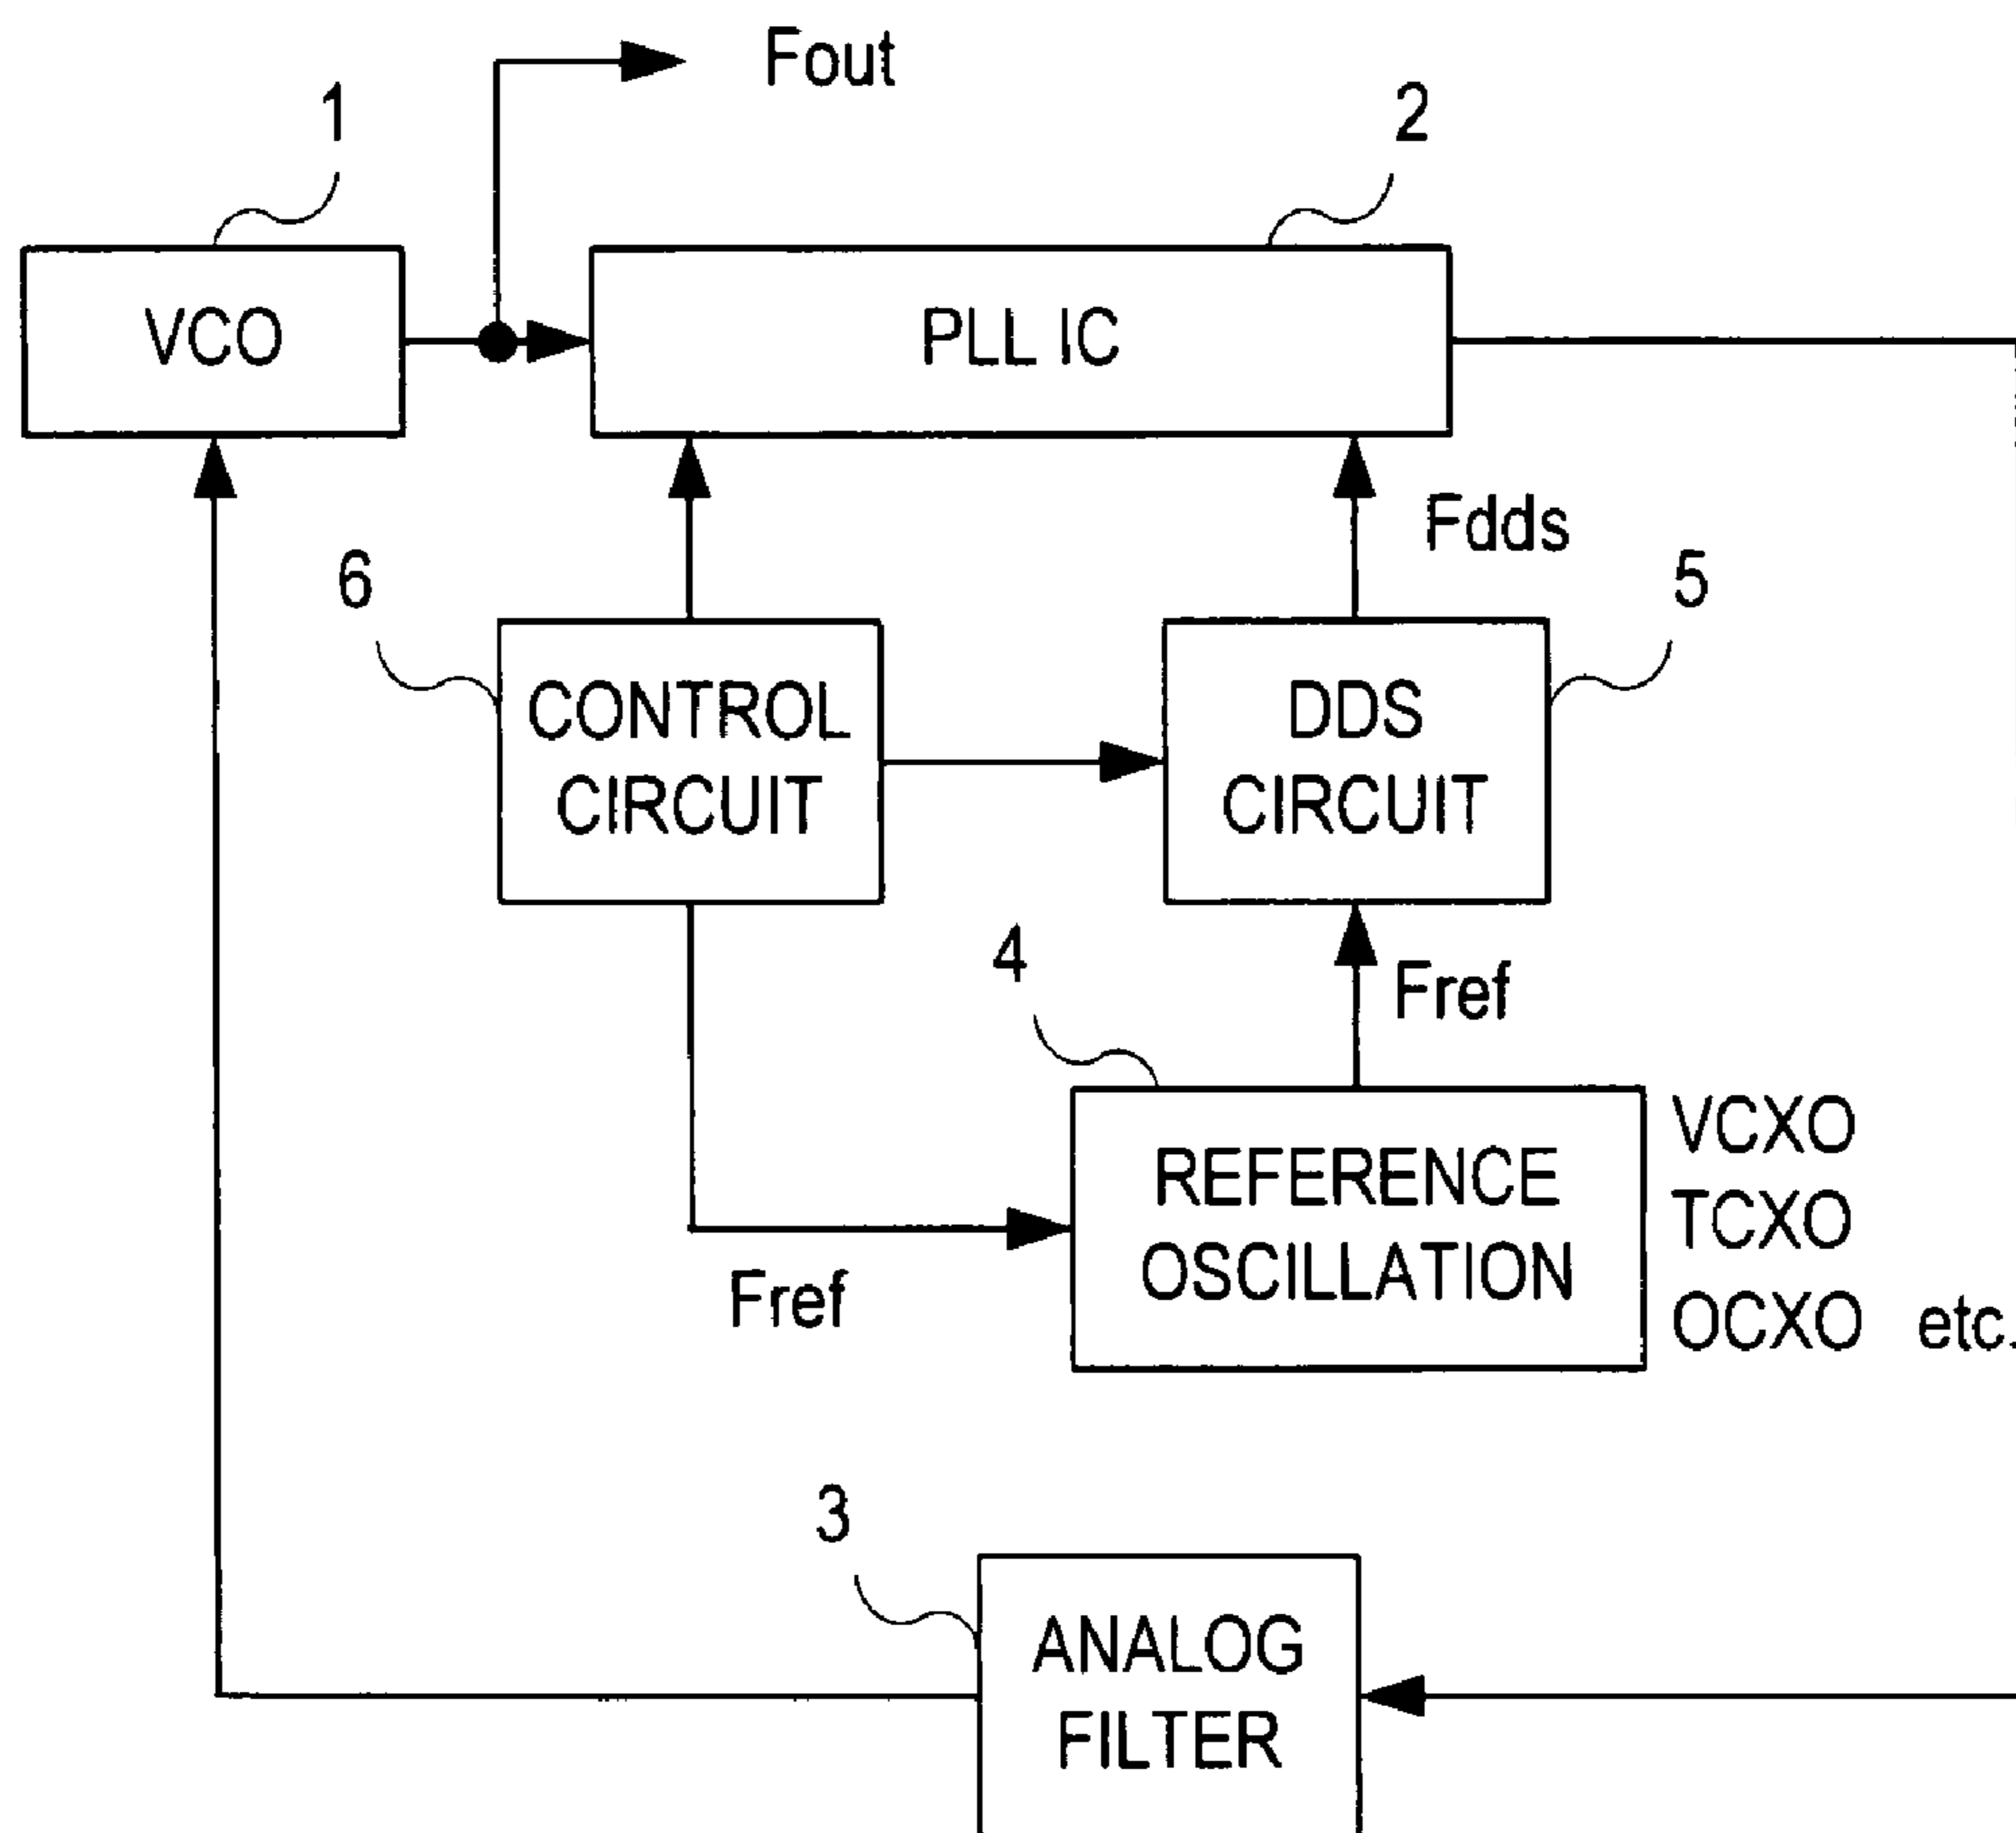 Fout
1
2
VCO
PLL IC
Fdds
6
5
CONTROL
CIRCUIT
DDS
CIRCUIT
4
Fref
REFERENCE
OSCILLATION
VCXO
TCXO
OCXO etc.
Fref
3
ANALOG
FILTER